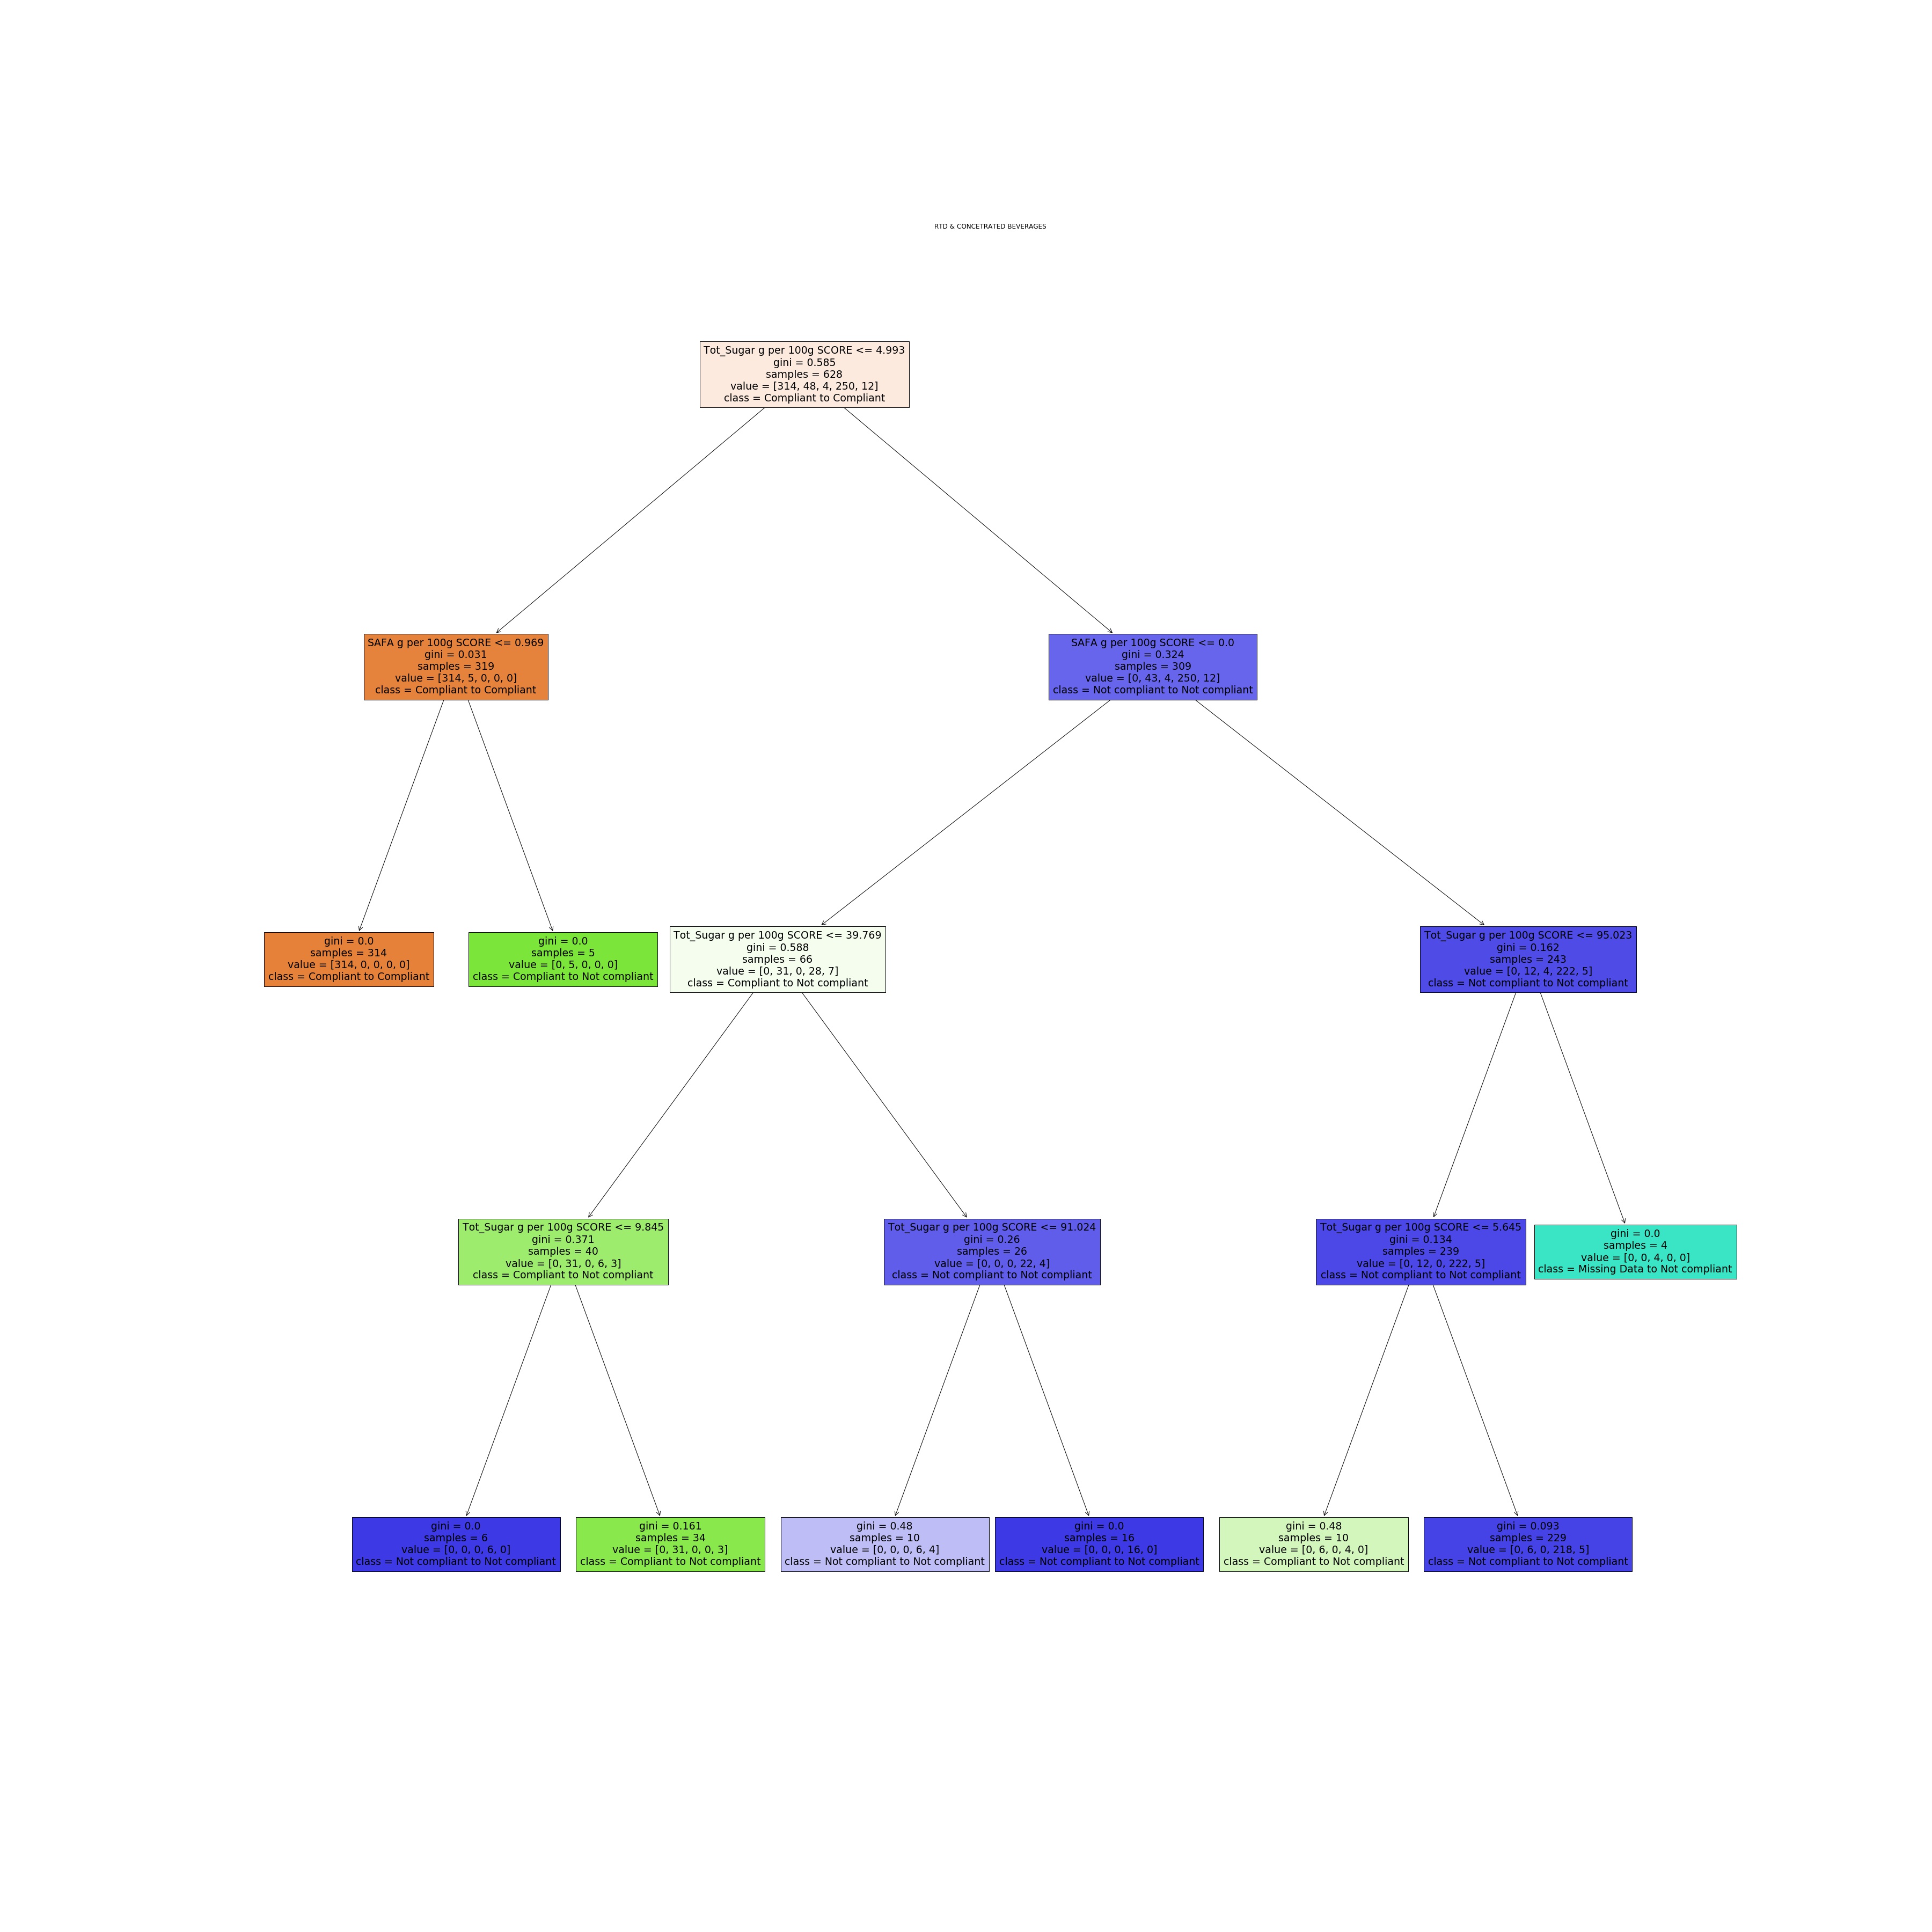 RTD & CONCETRATED BEVERAGES
Tot_Sugar g per 100g SCORE <= 4.993
gini = 0.585
samples = 628
value = [314, 48, 4, 250, 12]
class = Compliant to Compliant
SAFA g per 100g SCORE <= 0.969
gini = 0.031
samples = 319
value = [314, 5, 0, 0, 0]
class = Compliant to Compliant
SAFA g per 100g SCORE <= 0.0
gini = 0.324
samples = 309
value = [0, 43, 4, 250, 12]
class = Not compliant to Not compliant
gini = 0.0
samples = 314
value = [314, 0, 0, 0, 0]
class = Compliant to Compliant
gini = 0.0
samples = 5
value = [0, 5, 0, 0, 0]
class = Compliant to Not compliant
Tot_Sugar g per 100g SCORE <= 39.769
gini = 0.588
samples = 66
value = [0, 31, 0, 28, 7]
class = Compliant to Not compliant
Tot_Sugar g per 100g SCORE <= 95.023
gini = 0.162
samples = 243
value = [0, 12, 4, 222, 5]
class = Not compliant to Not compliant
Tot_Sugar g per 100g SCORE <= 9.845
gini = 0.371
samples = 40
value = [0, 31, 0, 6, 3]
class = Compliant to Not compliant
Tot_Sugar g per 100g SCORE <= 91.024
gini = 0.26
samples = 26
value = [0, 0, 0, 22, 4]
class = Not compliant to Not compliant
Tot_Sugar g per 100g SCORE <= 5.645
gini = 0.134
samples = 239
value = [0, 12, 0, 222, 5]
class = Not compliant to Not compliant
gini = 0.0
samples = 4
value = [0, 0, 4, 0, 0]
class = Missing Data to Not compliant
gini = 0.0
samples = 6
value = [0, 0, 0, 6, 0]
class = Not compliant to Not compliant
gini = 0.161
samples = 34
value = [0, 31, 0, 0, 3]
class = Compliant to Not compliant
gini = 0.48
samples = 10
value = [0, 0, 0, 6, 4]
class = Not compliant to Not compliant
gini = 0.0
samples = 16
value = [0, 0, 0, 16, 0]
class = Not compliant to Not compliant
gini = 0.48
samples = 10
value = [0, 6, 0, 4, 0]
class = Compliant to Not compliant
gini = 0.093
samples = 229
value = [0, 6, 0, 218, 5]
class = Not compliant to Not compliant